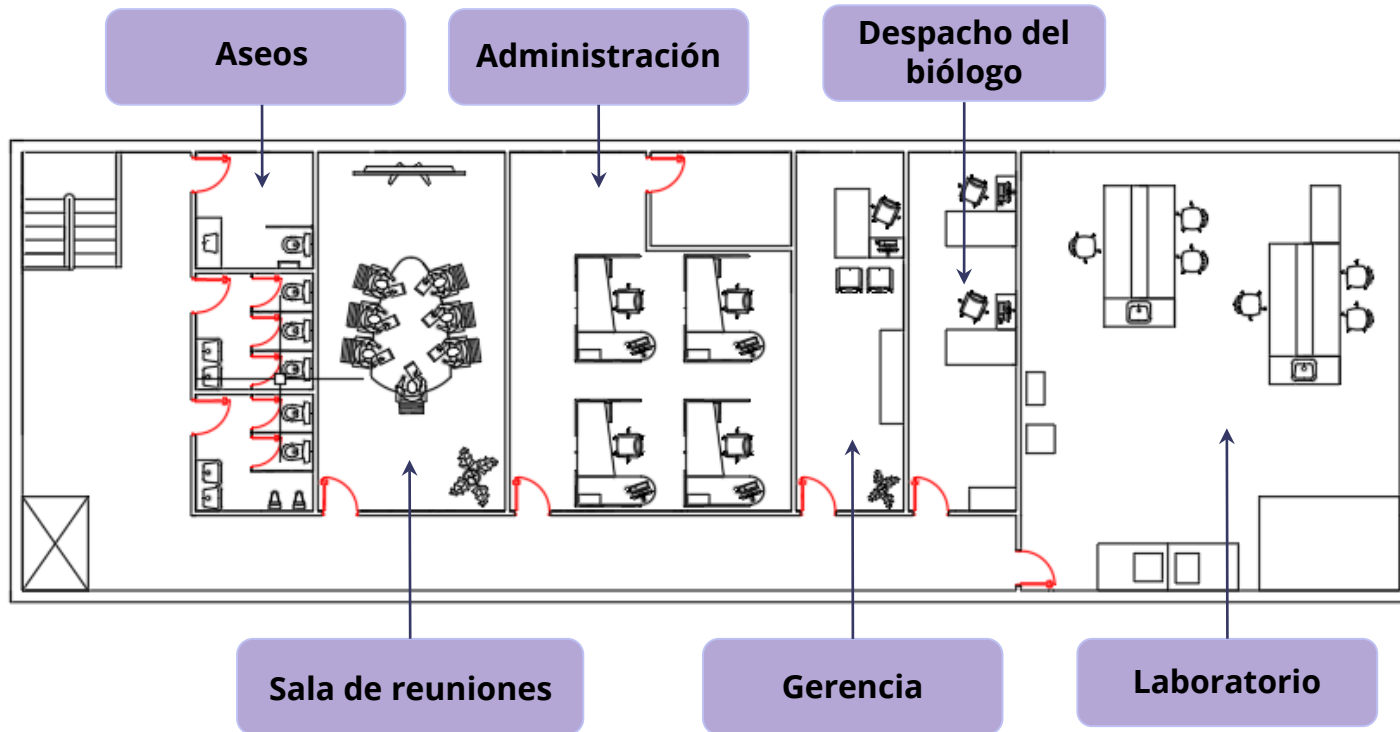 Aseos
Administración
Despacho del
biólogo
Sala de reuniones
Gerencia
Laboratorio